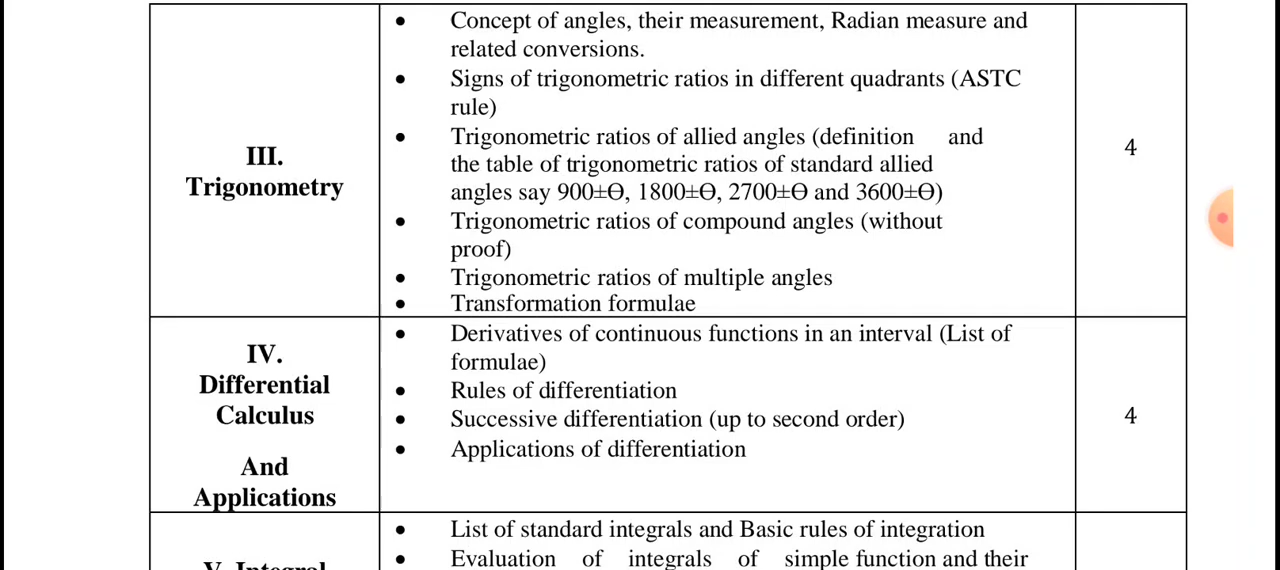 • Concept of angles, their measurement, Radian measure and
related conversions.
• Signs of trigonometric ratios in different quadrants (ASTC
rule)
• Trigonometric ratios of allied angles (definition and
the table of trigonometric ratios of standard allied
angles say 900±Ө, 1800±Ө, 2700±Ө and 3600±Ө)
• Trigonometric ratios of compound angles (without
proof)
• Trigonometric ratios of multiple angles
• Transformation formulae
III.
Trigonometry
4
• Derivatives of continuous functions in an interval (List of
formulae)
• Rules of differentiation
• Successive differentiation (up to second order)
• Applications of differentiation
IV.
Differential
Calculus
And
Applications
4
• List of standard integrals and Basic rules of integration
• Evaluation of integrals of simple function and their
V. Integral